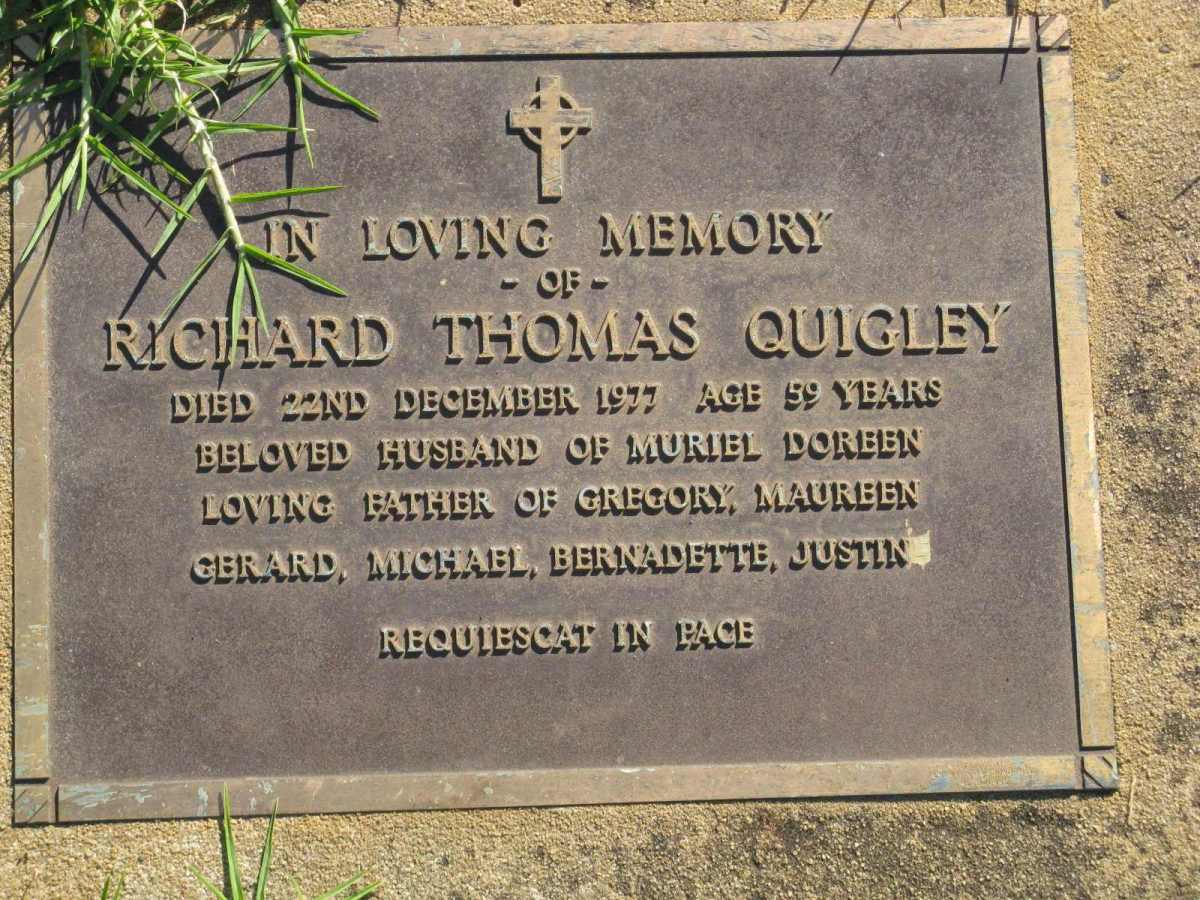 IN LOVING MEMORY
- OF -
RICHARD THOMAS QUIGLEY
DIED 22ND DECEMBER 1977 AGE 59 YEARS
BELOVED HUSBAND OF MURIEL DOREEN
LOVING FATHER OF GREGORY, MAUREEN
GERARD, MICHAEL, BERNADETTE, JUSTIN
REQUIESCAT IN PACE